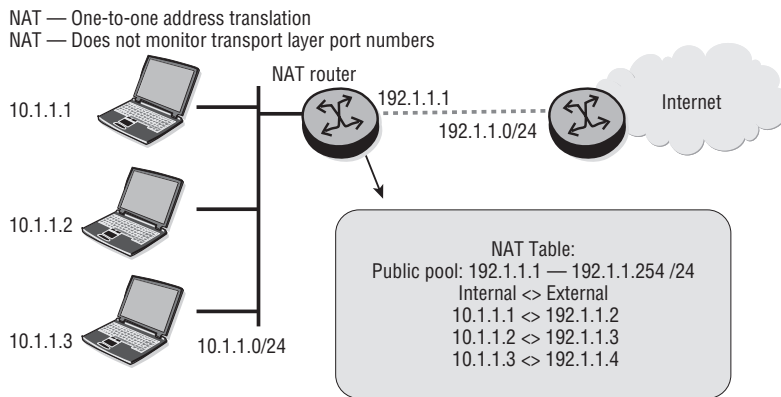 NAT — One-to-one address translation
NAT — Does not monitor transport layer port numbers
NAT router
10.1.1.1
192.1.1.1
192.1.1.0/24
Internet
10.1.1.2
10.1.1.3
10.1.1.0/24
NAT Table:
Public pool: 192.1.1.1 — 192.1.1.254 /24
Internal <> External
10.1.1.1 <> 192.1.1.2
10.1.1.2 <> 192.1.1.3
10.1.1.3 <> 192.1.1.4